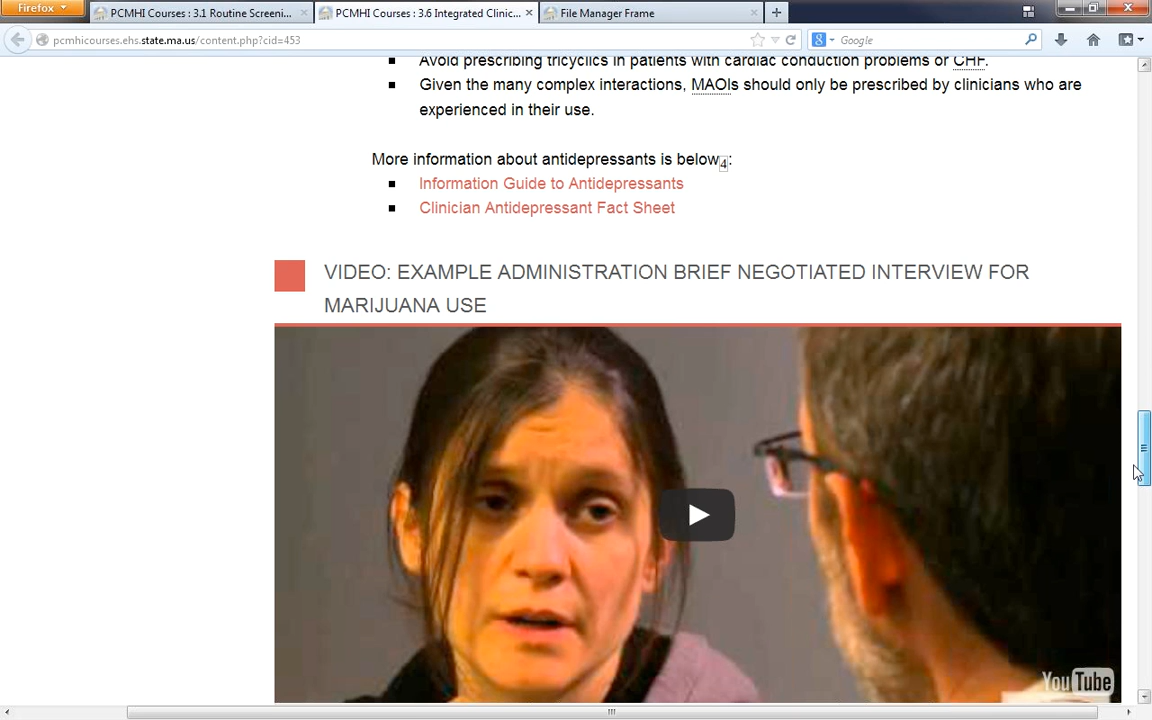 Firefox
PCMHI Courses : 3.1 Routine Screeni...
PCMHI Courses : 3.6 Integrated Clinic...
File Manager Frame
pcmhicourses.ehs.state.ma.us/content.php?cid=453
Google
Avoid prescribing tricyclics in patients with cardiac conduction problems or CHF.
Given the many complex interactions, MAOIs should only be prescribed by clinicians who are
experienced in their use.
More information about antidepressants is below4:
Information Guide to Antidepressants
Clinician Antidepressant Fact Sheet
VIDEO: EXAMPLE ADMINISTRATION BRIEF NEGOTIATED INTERVIEW FOR
MARIJUANA USE
YouTube